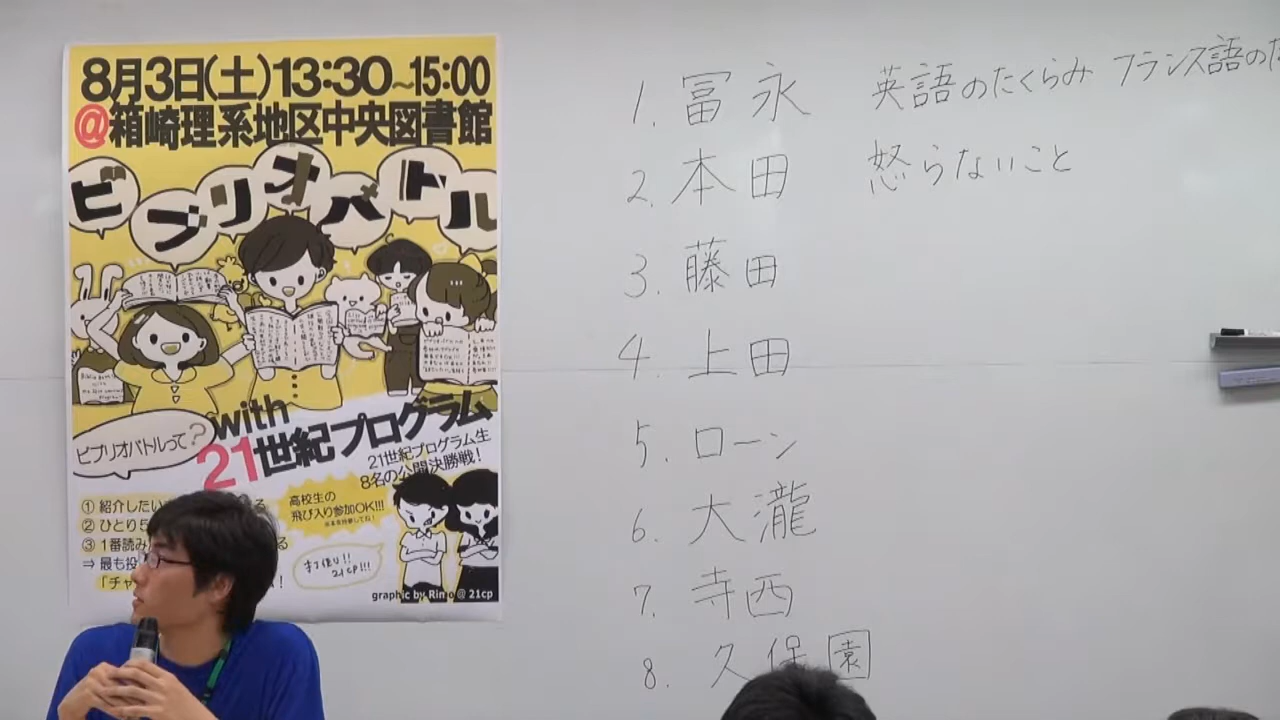 8月3日(土)13:30~15:00
@箱崎理系地区中央図書館
ビブリオバトル
with
21世紀プログラム
ビブリオバトルって?
21世紀プログラム生
8名の公開決勝戦!
高校生の
飛び入り参加OK!!!
① 紹介したい
② ひとり5
③ 1番読み
⇒ 最も投
「チャ
21cp!!!
graphic by Rin o @ 21cp
1. 冨永 英語のたくらみ フランス語の
2. 本田 怒らないこと
3. 藤田
4. 上田
5. ローン
6. 大瀧
7. 寺西
8. 久保園